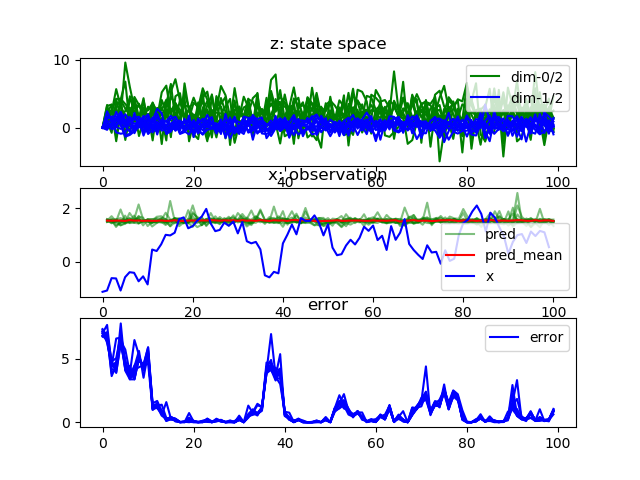 z: state space
10
0
dim-0/2
dim-1/2
0 20 40 60 80 100
x: observation
2
0
pred
pred_mean
x
0 20 40 60 80 100
error
5
0
error
0 20 40 60 80 100